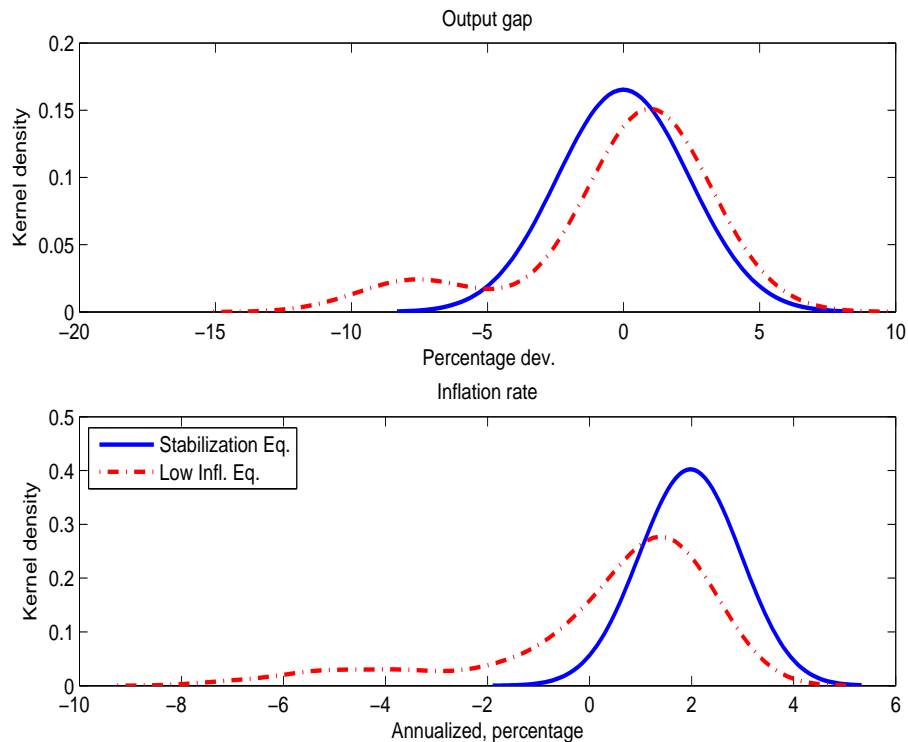 Output gap
0.2
0.15
0.1
0.05
0
Kernel density
−20 −15 −10 −5 0 5 10
Percentage dev.
Inflation rate
0.5
0.4
0.3
0.2
0.1
0
Kernel density
Stabilization Eq.
Low Infl. Eq.
−10 −8 −6 −4 −2 0 2 4 6
Annualized, percentage